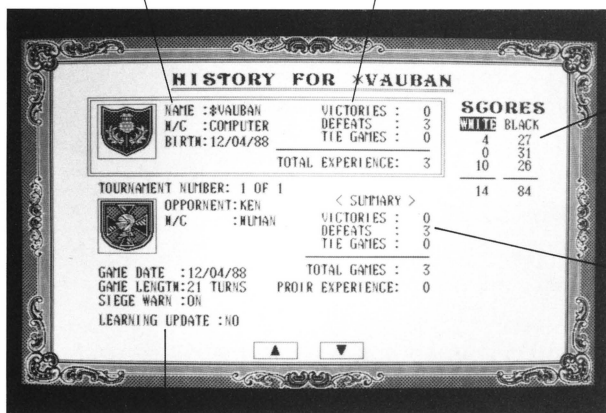 HISTORY FOR *VAUBAN
NAME :*VAUBAN
H/C :COMPUTER
BIRTH:12/04/88
VICTORIES : 0
DEFEATS : 3
TIE GAMES : 0
TOTAL EXPERIENCE: 3
SCORES
WHITE BLACK
4 27
0 31
10 26
14 84
TOURNAMENT NUMBER: 1 OF 1
OPPORNENT:KEN
H/C :HUMAN
< SUMMARY >
VICTORIES : 0
DEFEATS : 3
TIE GAMES : 0
GAME DATE :12/04/88
GAME LENGTH:21 TURNS
SIEGE WARN :ON
TOTAL GAMES : 3
PROIR EXPERIENCE: 0
LEARNING UPDATE :NO